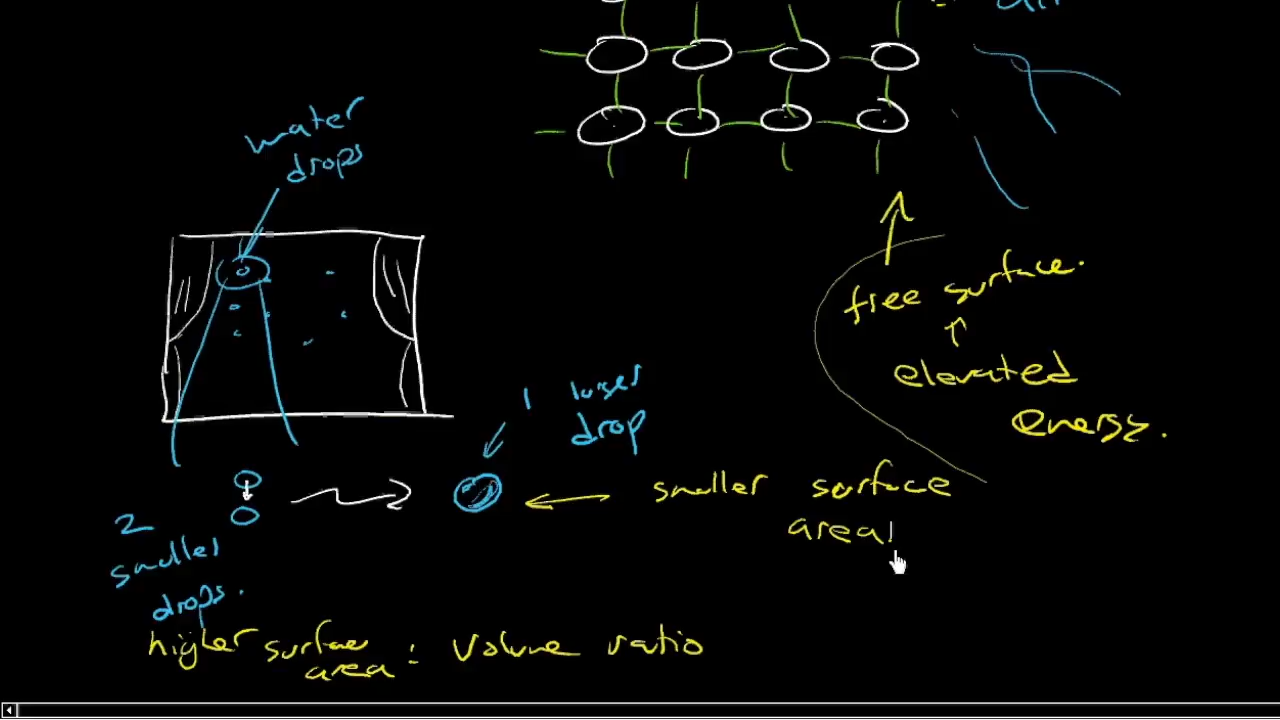 air
water
drops
free surface.
elevated
energy.
1 larger
drop
smaller surface
area!
2
smaller
drops.
higher surface
area : volume ratio